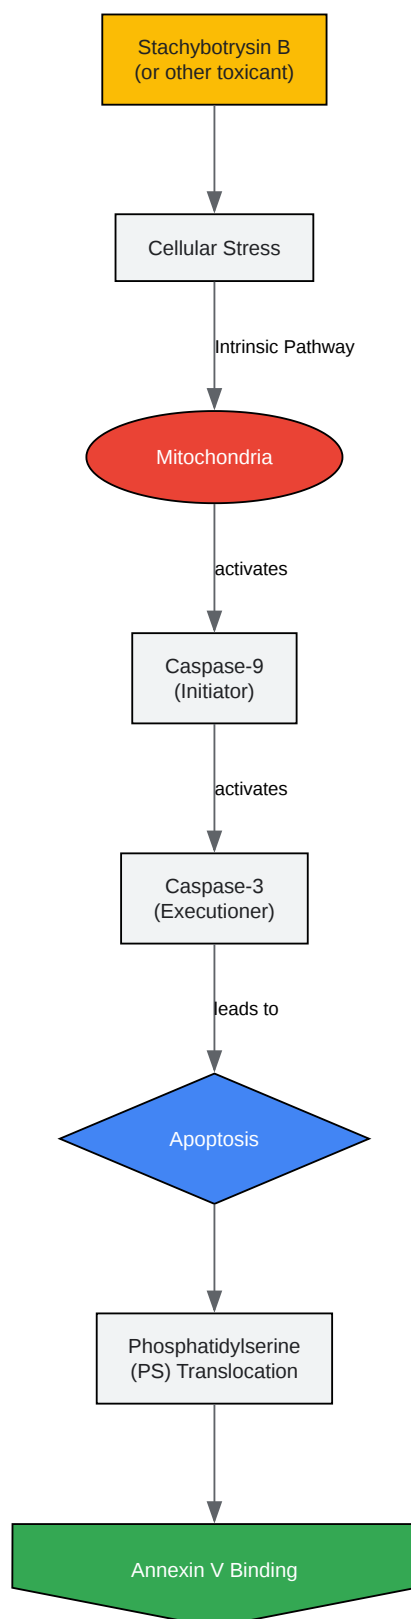 Stachybotrysin B
(or other toxicant)
Cellular Stress
Intrinsic Pathway
Mitochondria
activates
Caspase-9
(Initiator)
activates
Caspase-3
(Executioner)
leads to
Apoptosis
Phosphatidylserine
(PS) Translocation
Annexin V Binding